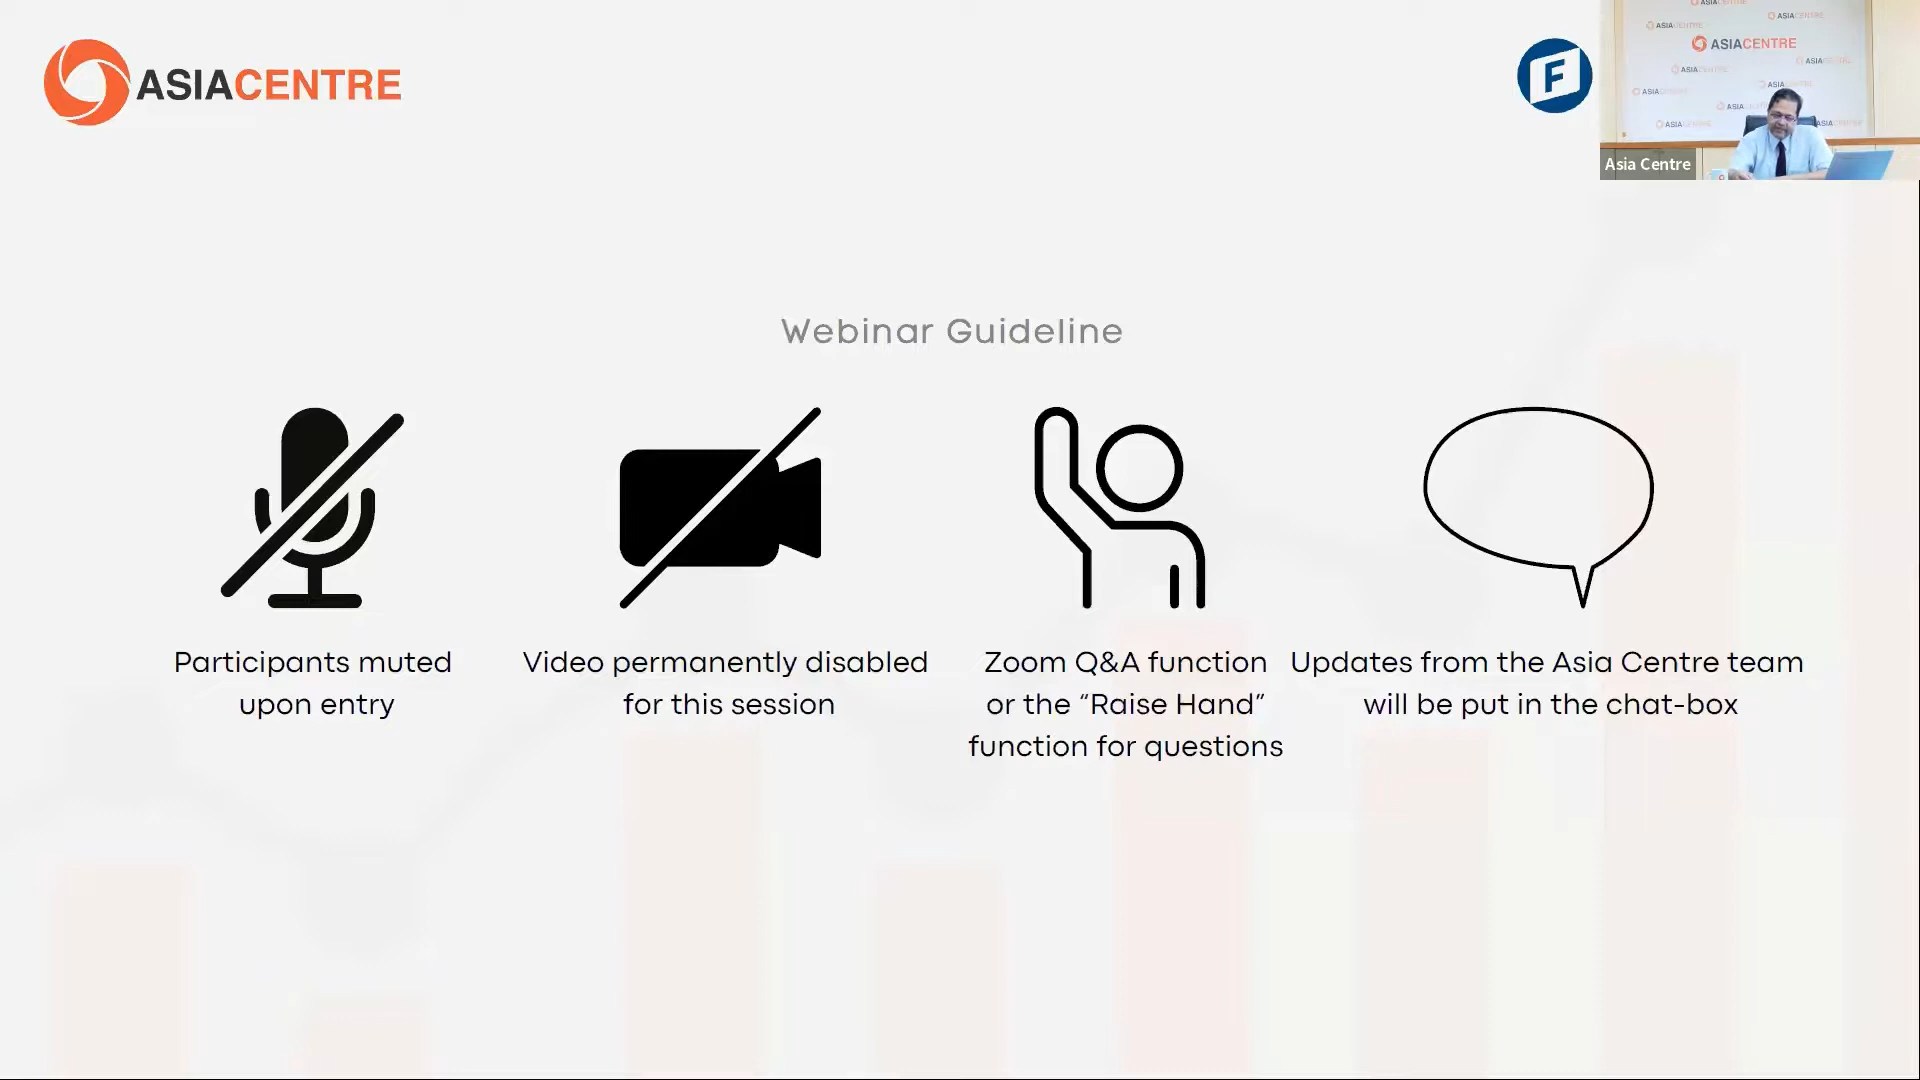 ASIACENTRE
F
ASIACENTRE
Asia Centre
Webinar Guideline
Participants muted
upon entry
Video permanently disabled
for this session
Zoom Q&A function
or the “Raise Hand”
function for questions
Updates from the Asia Centre team
will be put in the chat-box